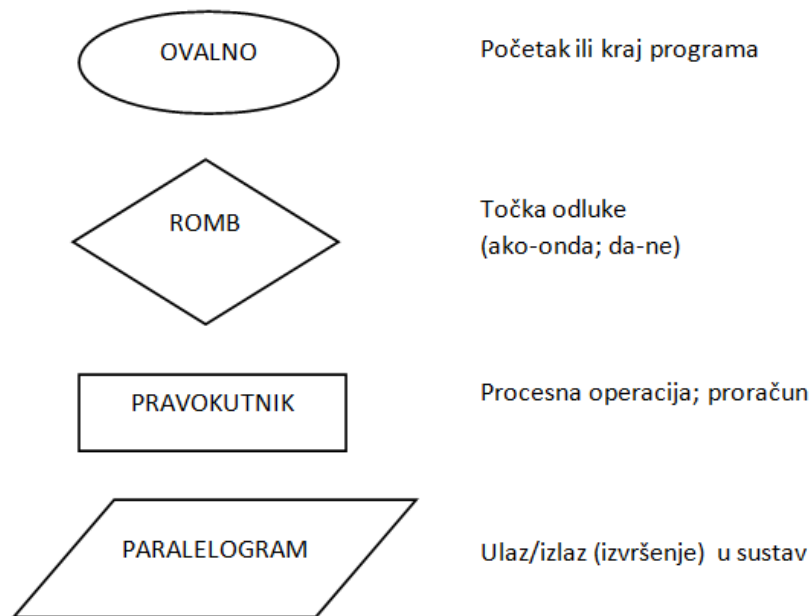 OVALNO
Početak ili kraj programa
ROMB
Točka odluke
(ako-onda; da-ne)
PRAVOKUTNIK
Procesna operacija; proračun
PARALELOGRAM
Ulaz/izlaz (izvršenje) u sustav